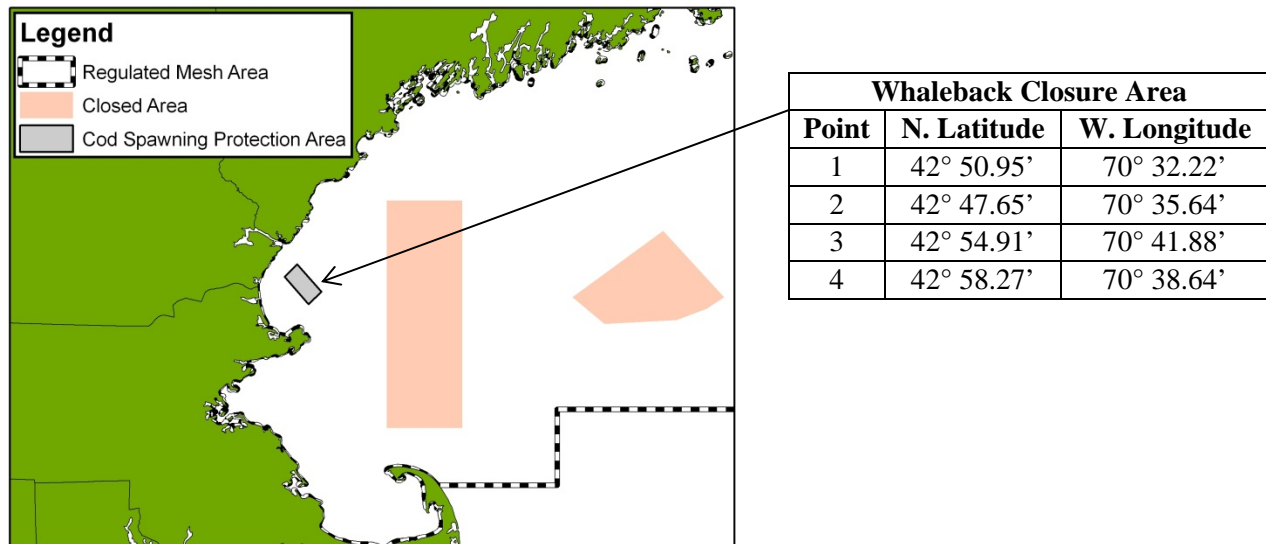 Legend
Regulated Mesh Area
Closed Area
Cod Spawning Protection Area
Whaleback Closure Area
Point N. Latitude W. Longitude
1 42° 50.95’ 70° 32.22’
2 42° 47.65’ 70° 35.64’
3 42° 54.91’ 70° 41.88’
4 42° 58.27’ 70° 38.64’